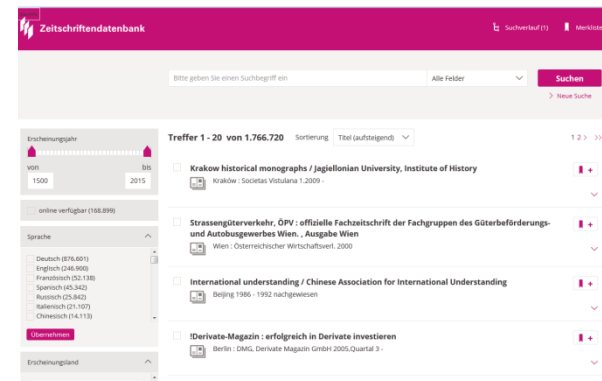 Zeitschriftendatenbank
Suchverlauf (1)
Merkliste
Bitte geben Sie einen Suchbegriff ein
Alle Felder
Suchen
> Neue Suche
Erscheinungsjahr
von bis
1500 2015
online verfügbar (168.899)
Sprache
Deutsch (876.601)
Englisch (246.900)
Französisch (52.138)
Spanisch (45.342)
Russisch (25.842)
Italienisch (21.107)
Chinesisch (14.113)
Übernehmen
Erscheinungsland
Treffer 1 - 20 von 1.766.720 Sortierung Titel (aufsteigend) 1 2 > >>
Krakow historical monographs / Jagiellonian University, Institute of History
Kraków : Societas Vistulana 1.2009 -
Strassengüterverkehr, ÖPV : offizielle Fachzeitschrift der Fachgruppen des Güterbeförderungs-
und Autobusgewerbes Wien. , Ausgabe Wien
Wien : Österreichischer Wirtschaftsverl. 2000
International understanding / Chinese Association for International Understanding
Beijing 1986 - 1992 nachgewiesen
!Derivate-Magazin : erfolgreich in Derivate investieren
Berlin : DMG, Derivate Magazin GmbH 2005,Quartal 3 -